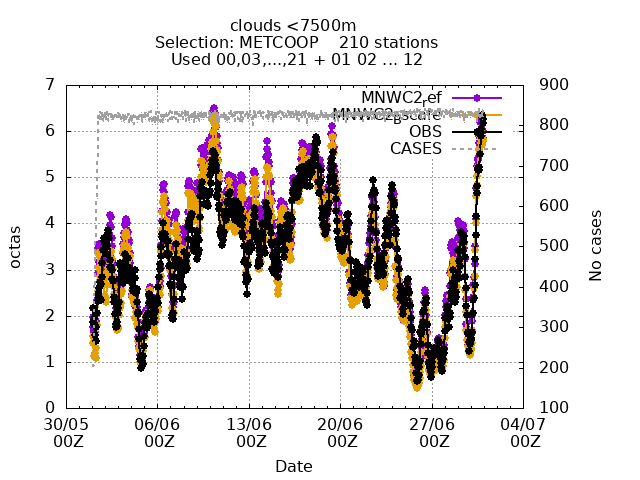 clouds <7500m
Selection: METCOOP    210 stations
Used 00,03,...,21 + 01 02 ... 12
MNWC2ref
MNWC2Bscale
OBS
CASES
7
6
5
4
3
2
1
0
octas
900
800
700
600
500
400
300
200
100
No cases
30/05 00Z
06/06 00Z
13/06 00Z
20/06 00Z
27/06 00Z
04/07 00Z
Date